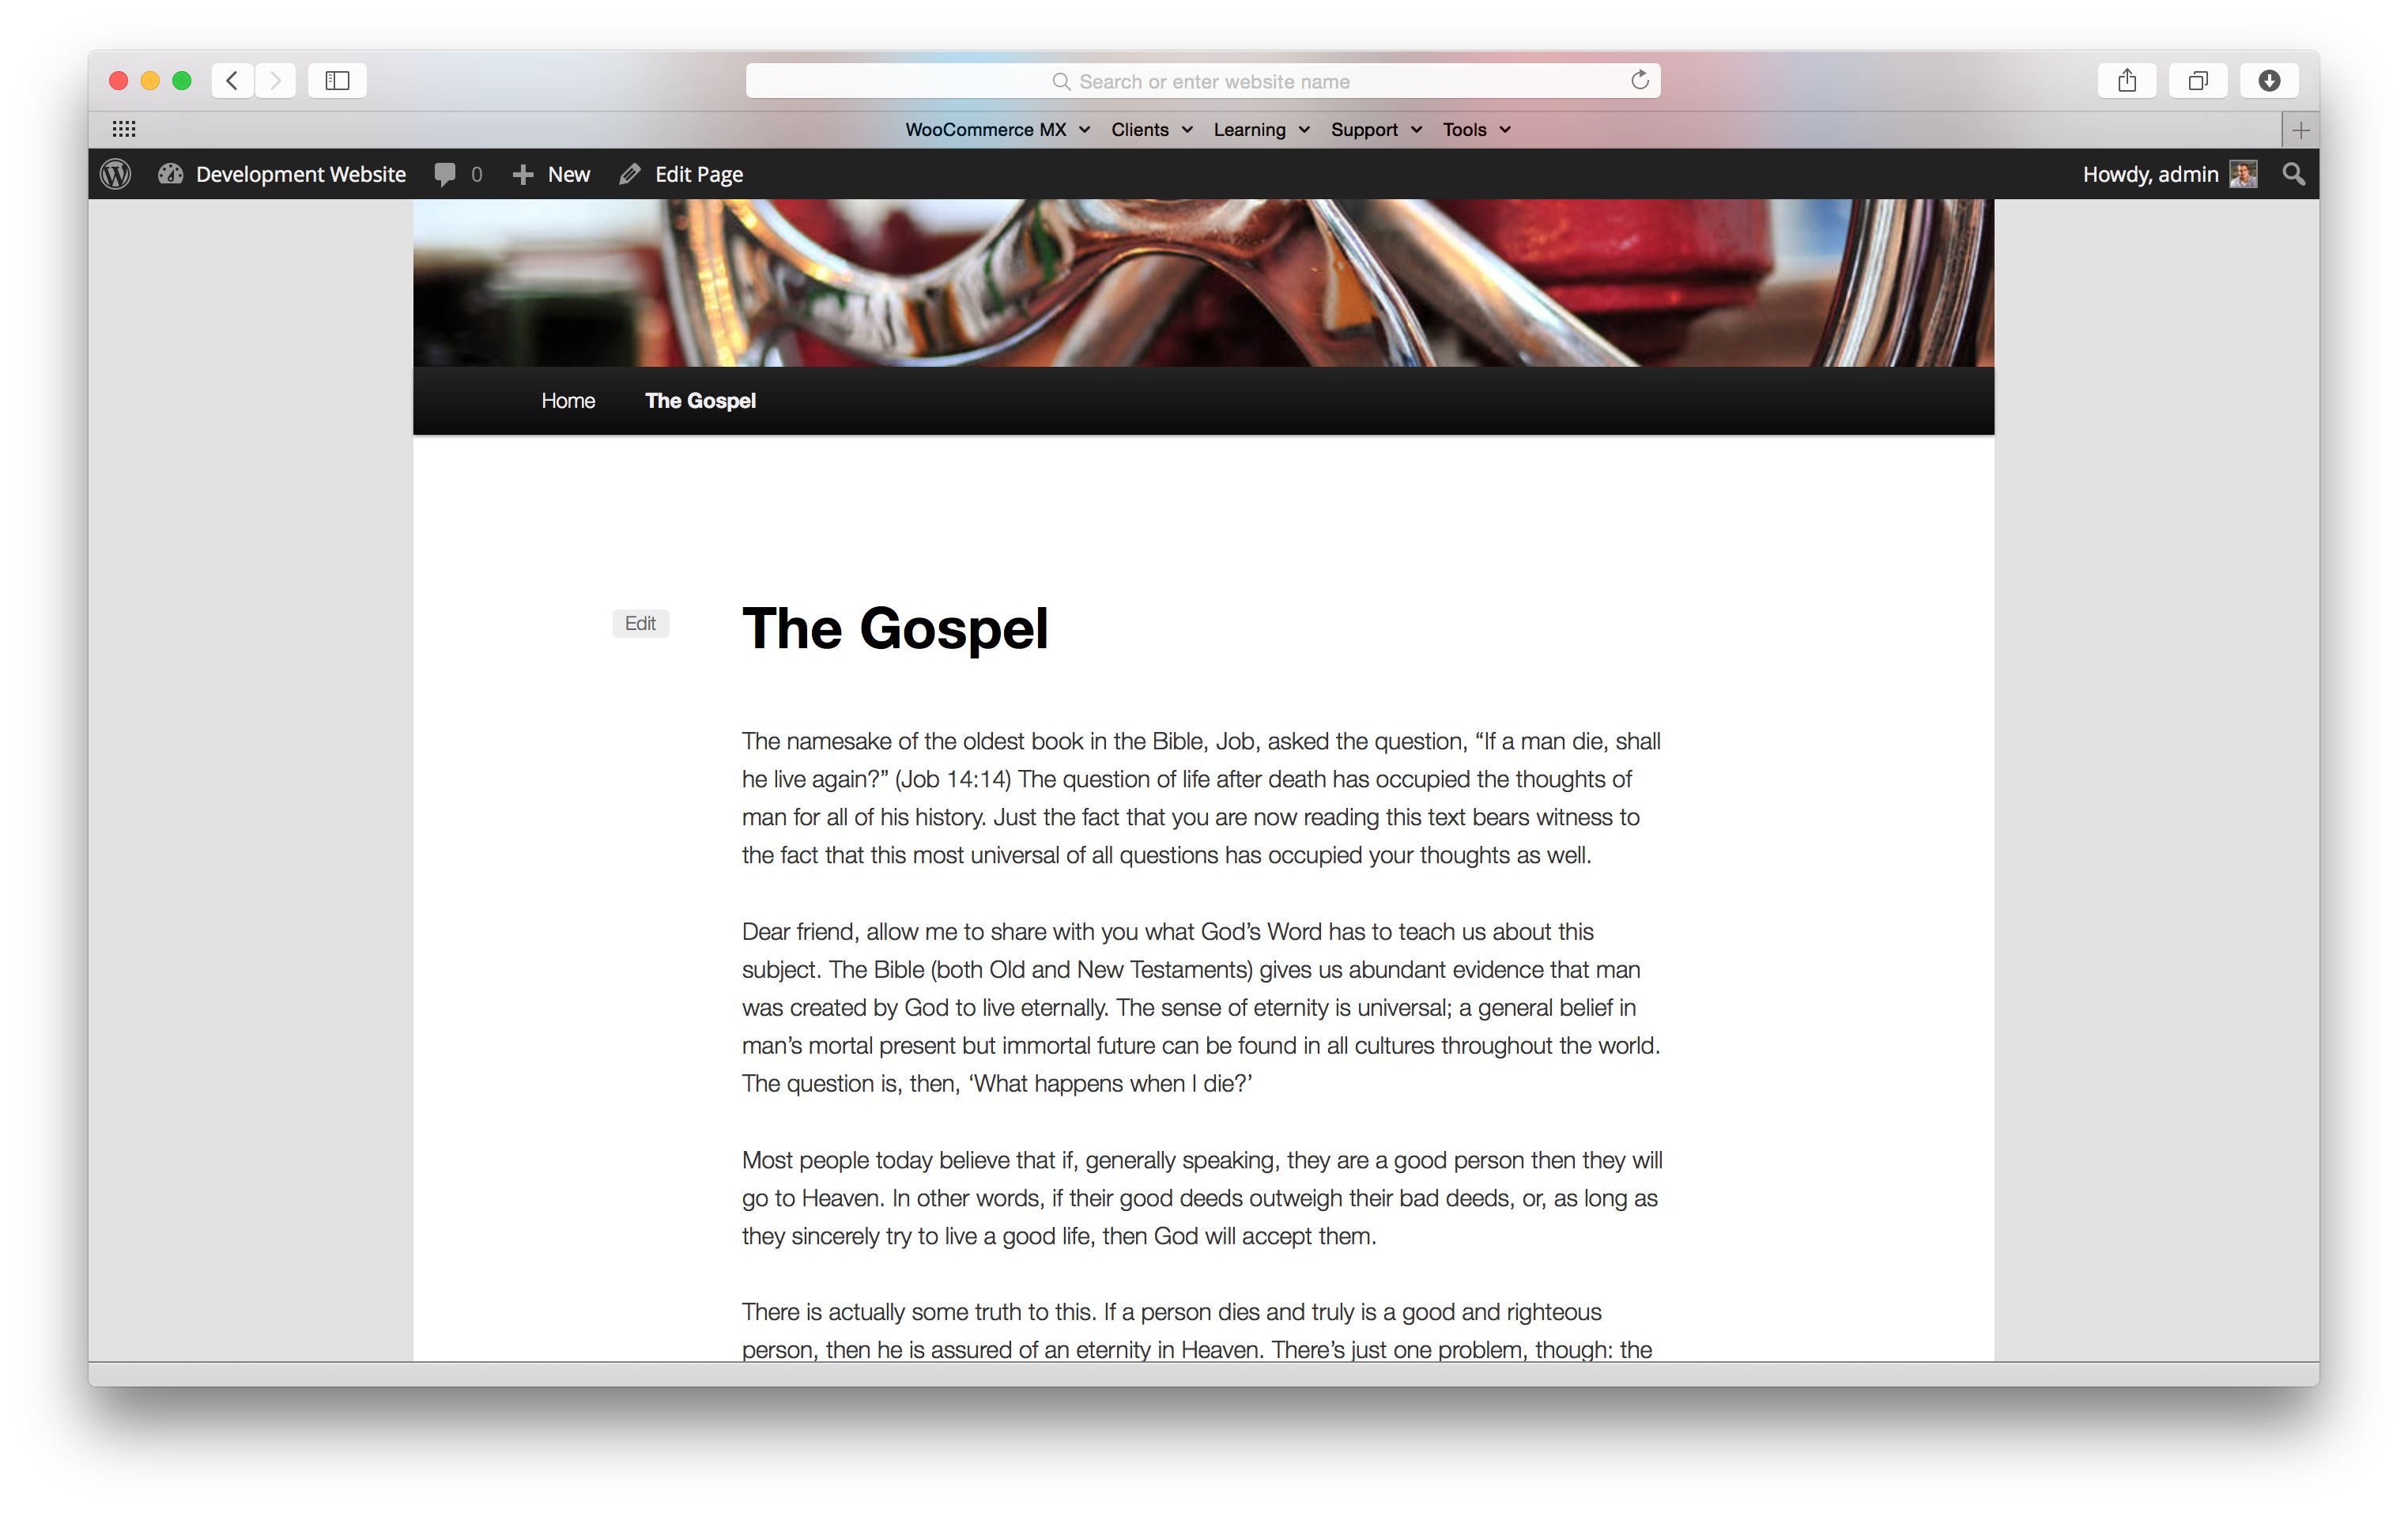 Search or enter website name
WooCommerce MX Clients Learning Support Tools
Development Website 0 New Edit Page Howdy, admin
Home The Gospel
Edit
The Gospel
The namesake of the oldest book in the Bible, Job, asked the question, “If a man die, shall
he live again?” (Job 14:14) The question of life after death has occupied the thoughts of
man for all of his history. Just the fact that you are now reading this text bears witness to
the fact that this most universal of all questions has occupied your thoughts as well.
Dear friend, allow me to share with you what God’s Word has to teach us about this
subject. The Bible (both Old and New Testaments) gives us abundant evidence that man
was created by God to live eternally. The sense of eternity is universal; a general belief in
man’s mortal present but immortal future can be found in all cultures throughout the world.
The question is, then, ‘What happens when I die?’
Most people today believe that if, generally speaking, they are a good person then they will
go to Heaven. In other words, if their good deeds outweigh their bad deeds, or, as long as
they sincerely try to live a good life, then God will accept them.
There is actually some truth to this. If a person dies and truly is a good and righteous
person, then he is assured of an eternity in Heaven. There’s just one problem, though: the